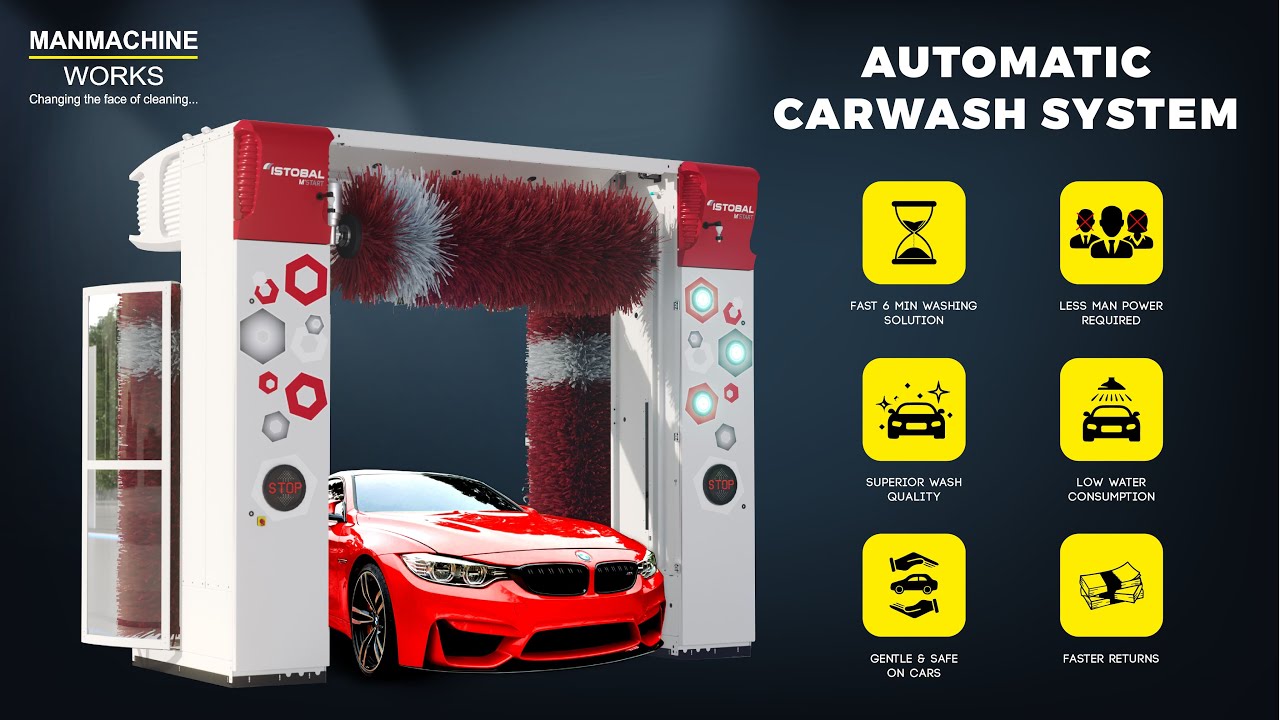 MANMACHINE
WORKS
Changing the face of cleaning...
AUTOMATIC
CARWASH SYSTEM
ISTOBAL
M'START
ISTOBAL
M'START
STOP
STOP
FAST 6 MIN WASHING
SOLUTION
LESS MAN POWER
REQUIRED
SUPERIOR WASH
QUALITY
LOW WATER
CONSUMPTION
GENTLE & SAFE
ON CARS
FASTER RETURNS